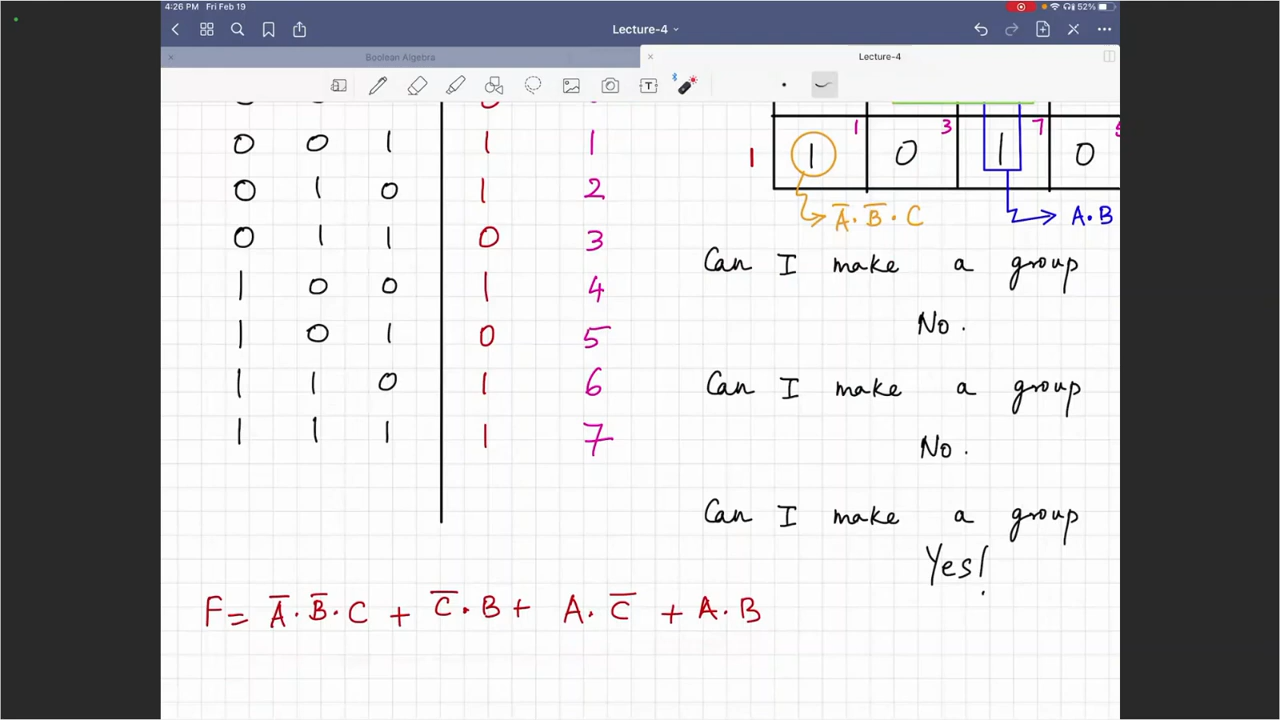 4:26 PM Fri Feb 19
52%
Lecture-4
Boolean Algebra
Lecture-4
0 0 1 1 1
0 1 0 1 2
0 1 1 0 3
1 0 0 1 4
1 0 1 0 5
1 1 0 1 6
1 1 1 1 7
F = A̅·B̅·C + C̅·B + A·C̅ + A·B
1 3 7
1 1 0 1 0
A̅·B̅·C A·B
Can I make a group
No.
Can I make a group
No.
Can I make a group
Yes!